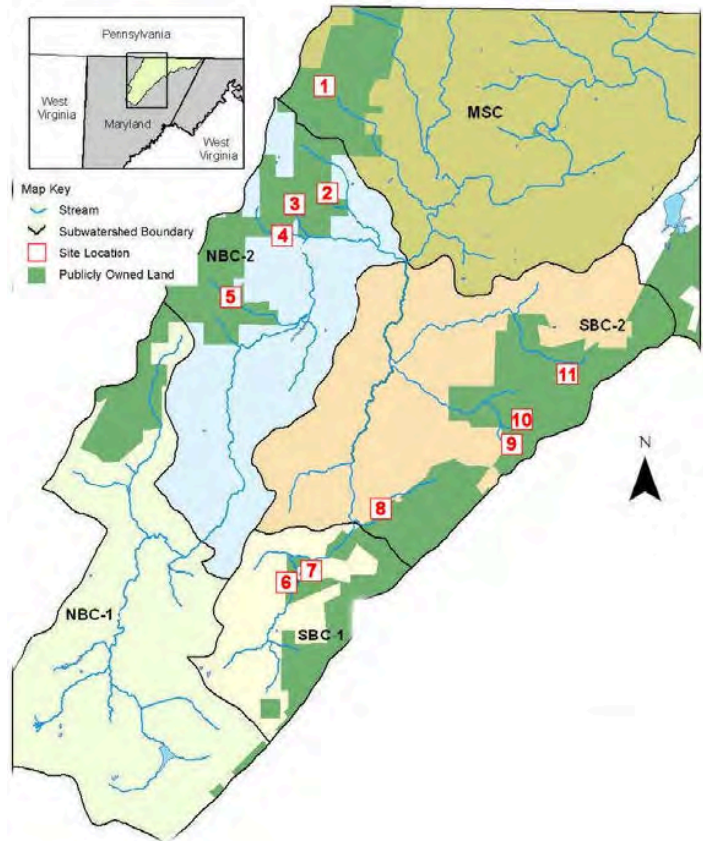 Pennsylvania
West
Virginia
Maryland
West
Virginia
Map Key
Stream
Subwatershed Boundary
Site Location
Publicly Owned Land
1
MSC
2
3
4
NBC-2
5
SBC-2
11
10
9
N
8
7
6
NBC-1
SBC-1